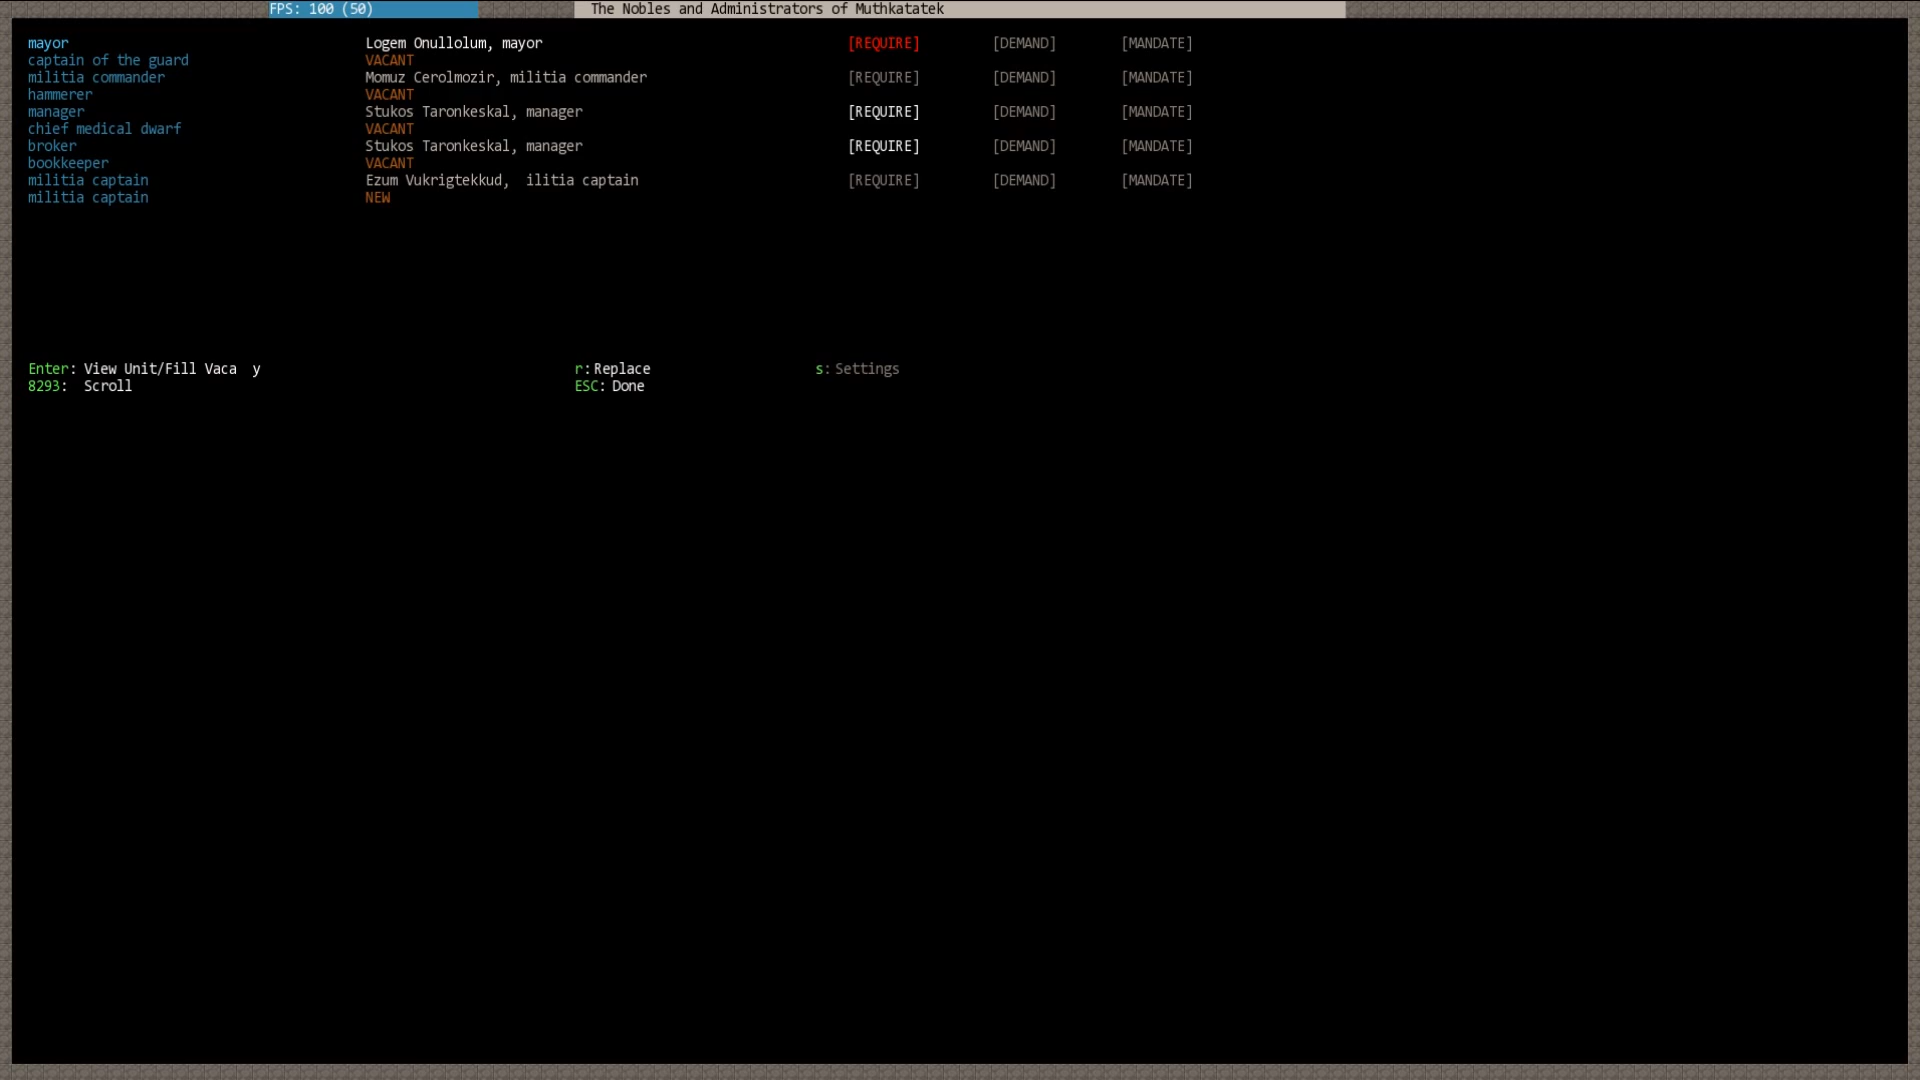 FPS: 100 (50) The Nobles and Administrators of Muthkatatek
mayor Logem Onullolum, mayor [REQUIRE] [DEMAND] [MANDATE]
captain of the guard VACANT
militia commander Momuz Cerolmozir, militia commander [REQUIRE] [DEMAND] [MANDATE]
hammerer VACANT
manager Stukos Taronkeskal, manager [REQUIRE] [DEMAND] [MANDATE]
chief medical dwarf VACANT
broker Stukos Taronkeskal, manager [REQUIRE] [DEMAND] [MANDATE]
bookkeeper VACANT
militia captain Ezum Vukrigtekkud, ilitia captain [REQUIRE] [DEMAND] [MANDATE]
militia captain NEW
Enter: View Unit/Fill Vaca y r: Replace s: Settings
8293: Scroll ESC: Done